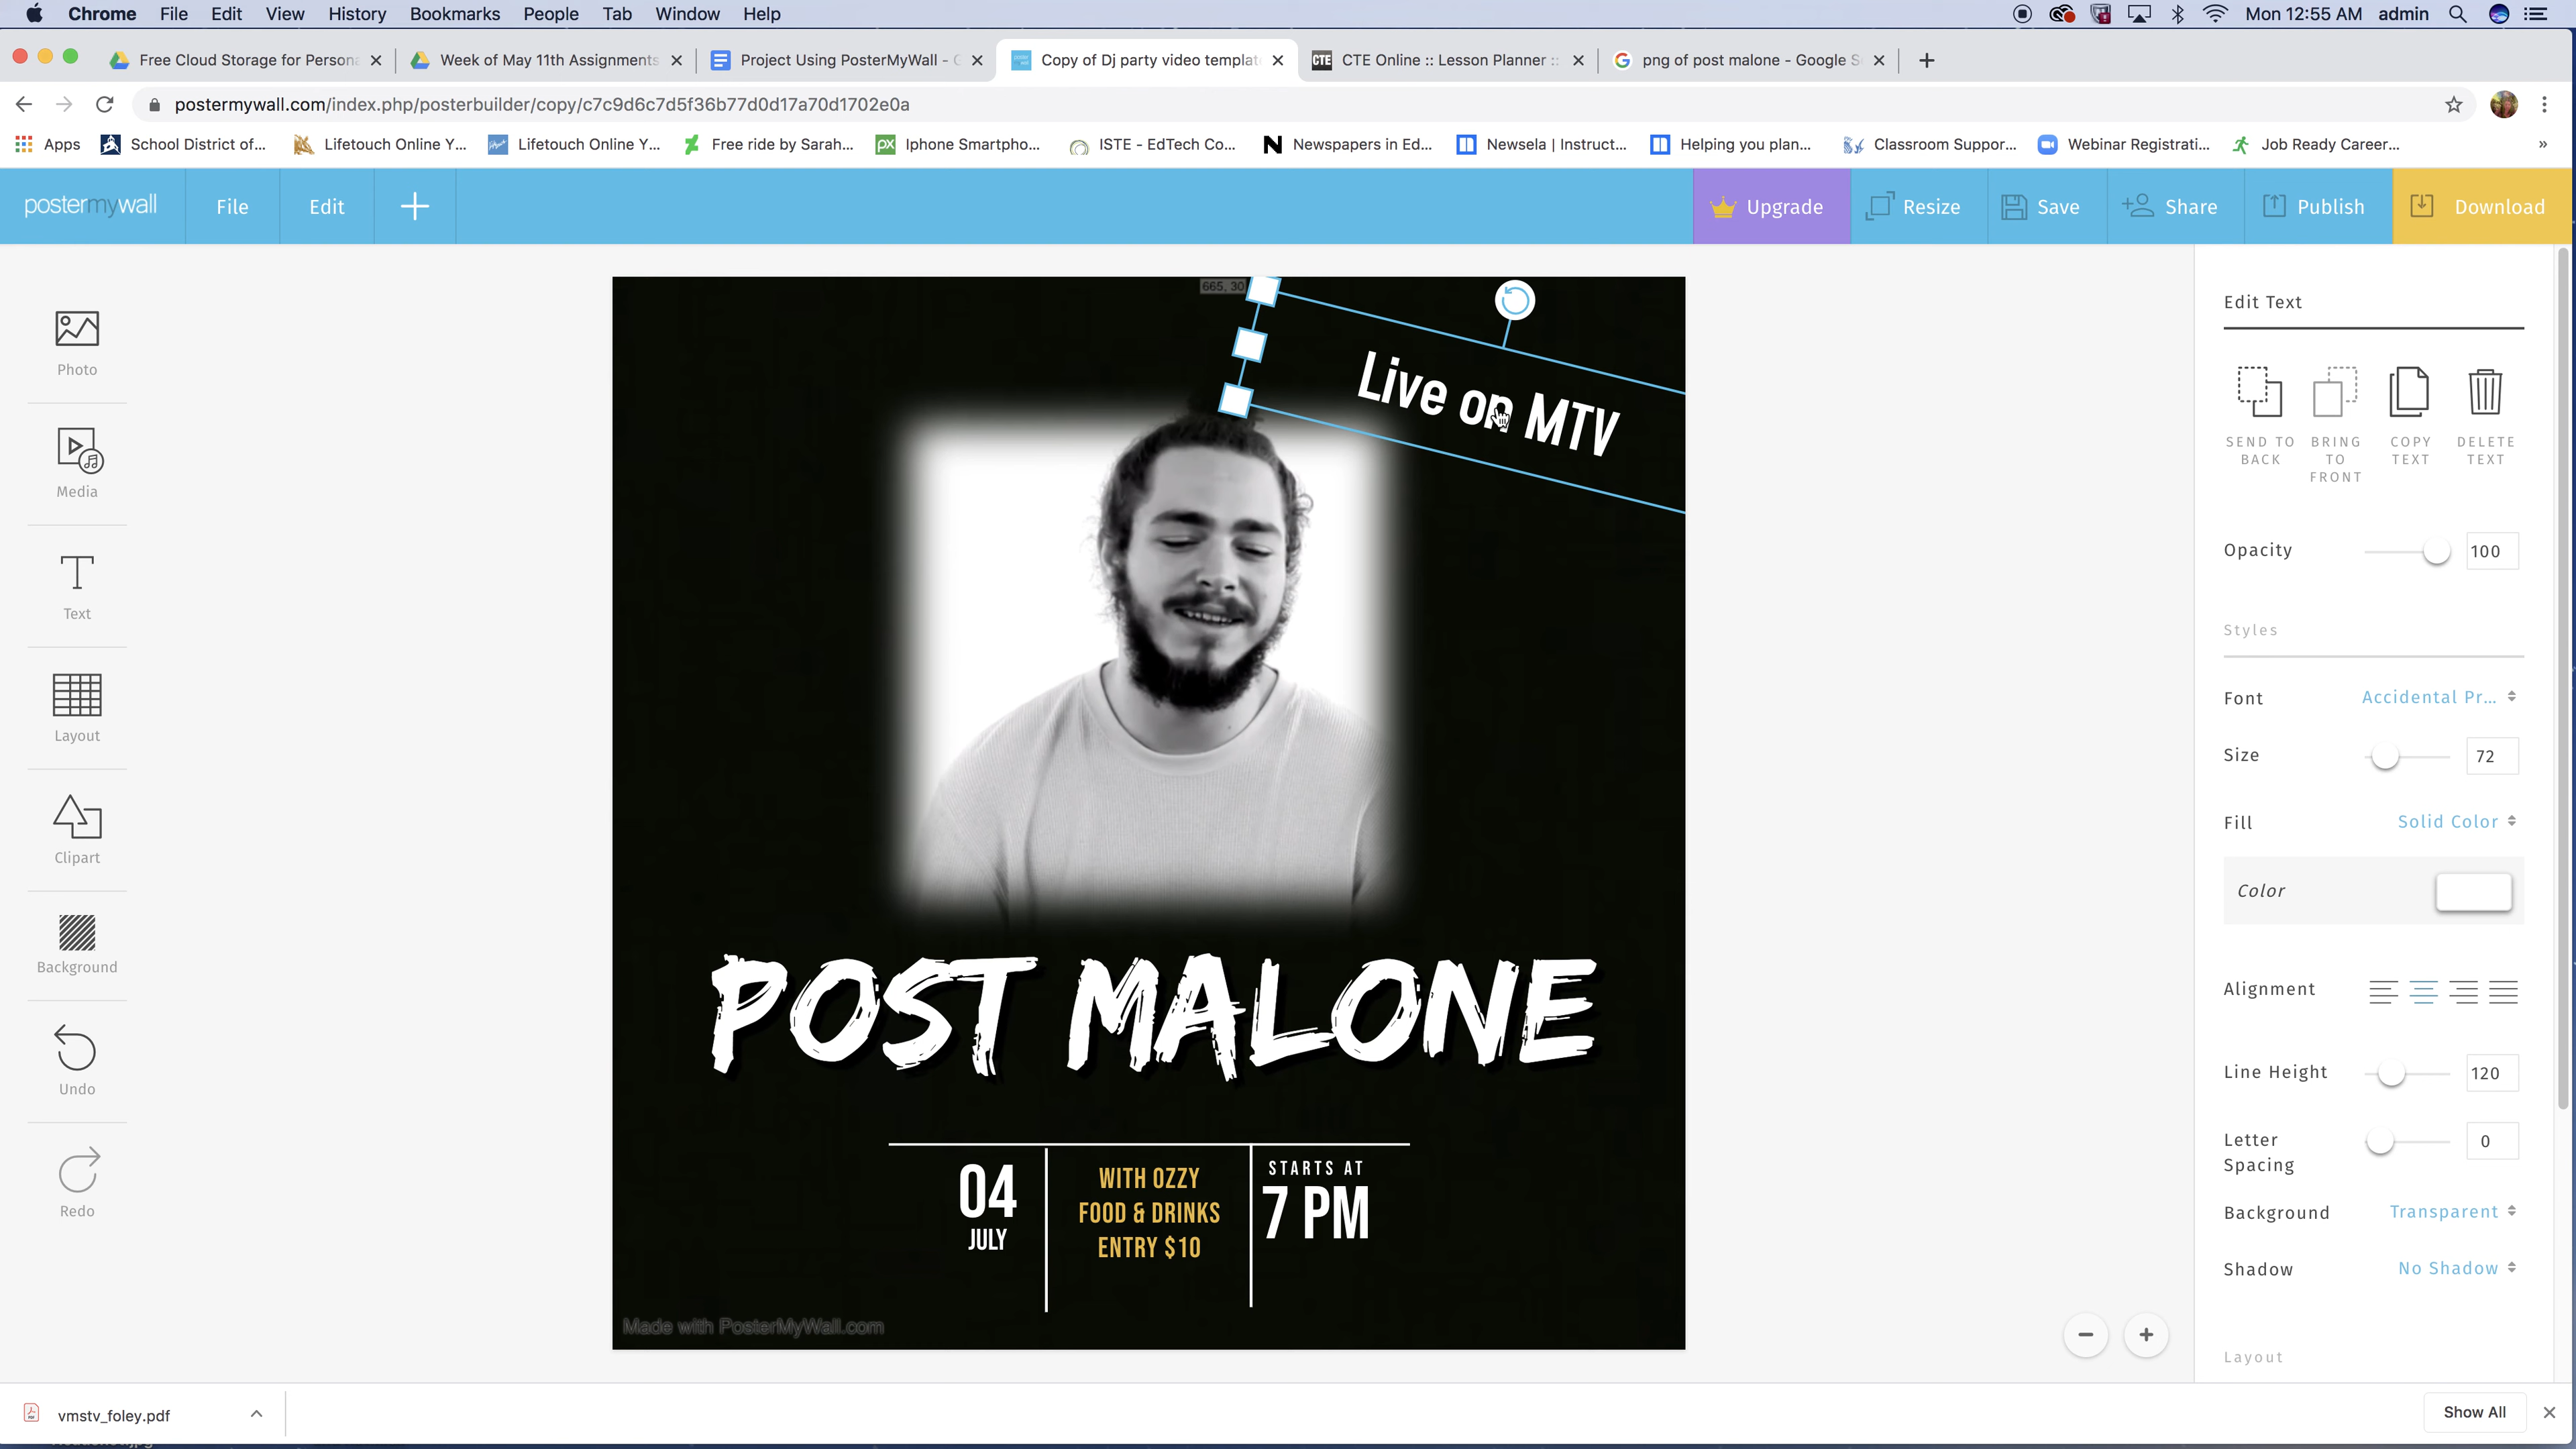 Chrome File Edit View History Bookmarks People Tab Window Help Mon 12:55 AM admin
Free Cloud Storage for Persona Week of May 11th Assignments Project Using PosterMyWall - Copy of Dj party video templat CTE CTE Online :: Lesson Planner :: png of post malone - Google S
postermywall.com/index.php/posterbuilder/copy/c7c9d6c7d5f36b77d0d17a70d1702e0a
Apps School District of... Lifetouch Online Y... Lifetouch Online Y... Free ride by Sarah... px Iphone Smartpho... ISTE - EdTech Co... N Newspapers in Ed... Newsela | Instruct... Helping you plan... Classroom Suppor... Webinar Registrati... Job Ready Career... »
postermywall File Edit Upgrade Resize Save Share Publish Download
Photo
Media
Text
Layout
Clipart
Background
Undo
Redo
665, 30
Live on MTV
POST MALONE
04
JULY
WITH OZZY
FOOD & DRINKS
ENTRY $10
STARTS AT
7 PM
Made with PosterMyWall.com
Edit Text
SEND TO BACK
BRING TO FRONT
COPY TEXT
DELETE TEXT
Opacity 100
Styles
Font Accidental Pr...
Size 72
Fill Solid Color
Color
Alignment
Line Height 120
Letter Spacing 0
Background Transparent
Shadow No Shadow
Layout
vmstv_foley.pdf
Show All